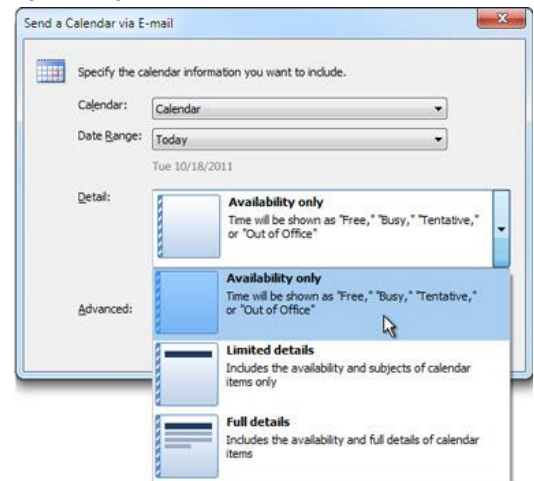 Send a Calendar via E-mail
Specify the calendar information you want to include.
Calendar: Calendar
Date Range: Today
Tue 10/18/2011
Detail: Availability only
Time will be shown as "Free," "Busy," "Tentative,"
or "Out of Office"
Availability only
Time will be shown as "Free," "Busy," "Tentative,"
Advanced: or "Out of Office"
Limited details
Includes the availability and subjects of calendar
items only
Full details
Includes the availability and full details of calendar
items